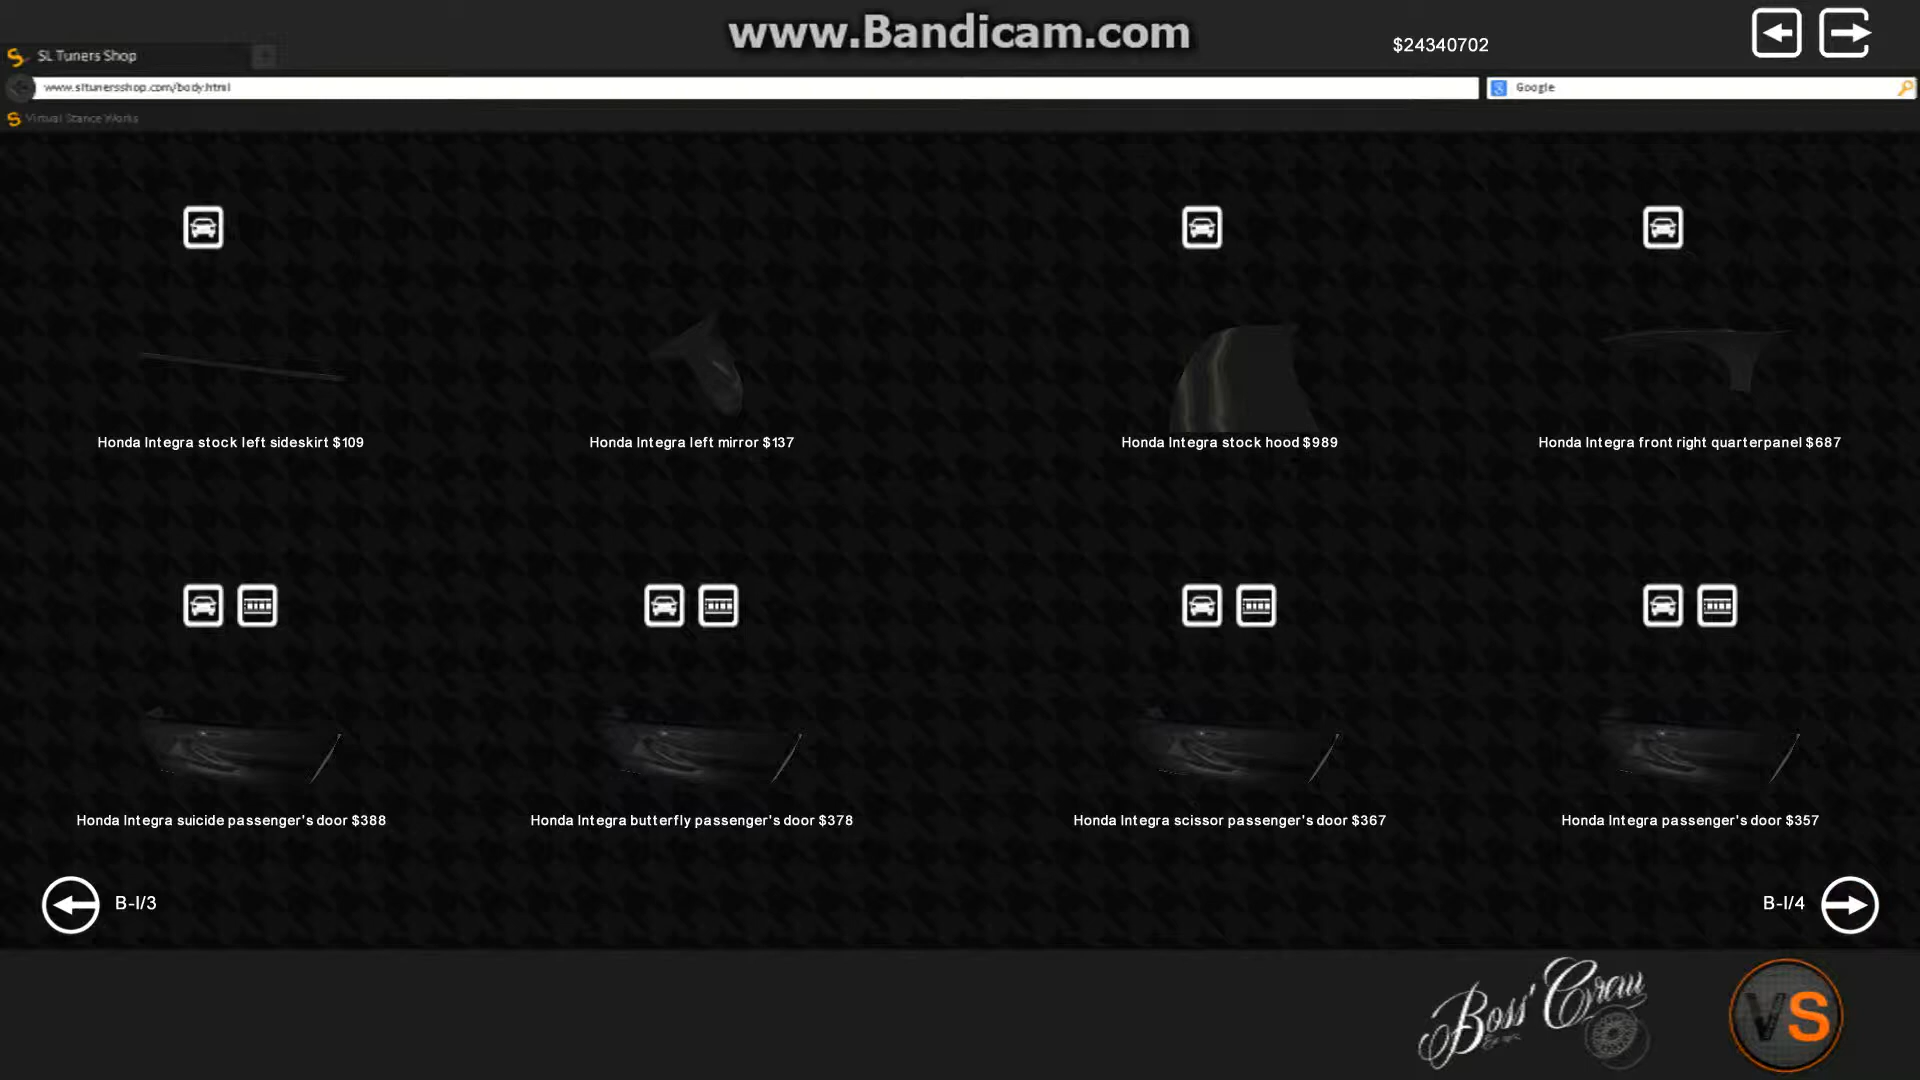 www.Bandicam.com
$24340702
SL Tuners Shop
www.sltunersshop.com/body.html
Google
Virtual Stance Works
Honda Integra stock left sideskirt $109
Honda Integra left mirror $137
Honda Integra stock hood $989
Honda Integra front right quarterpanel $687
Honda Integra suicide passenger's door $388
Honda Integra butterfly passenger's door $378
Honda Integra scissor passenger's door $367
Honda Integra passenger's door $357
B-I/3
B-I/4
Boss' Crew
VS